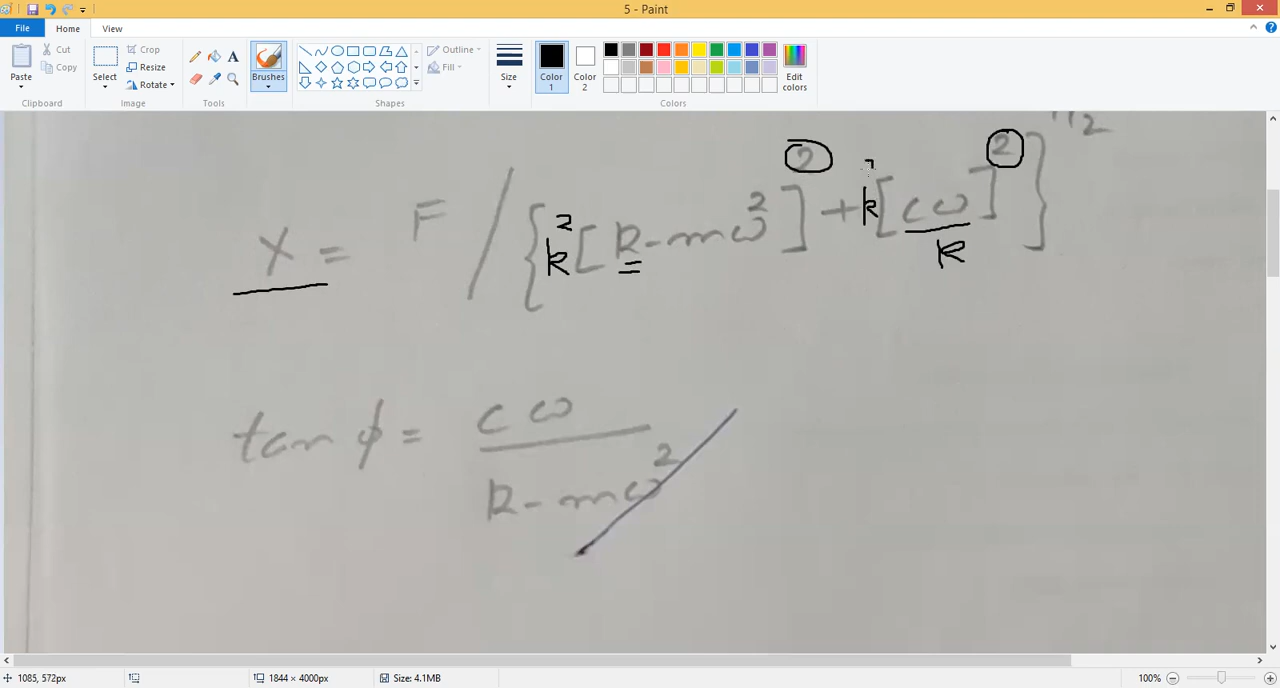 5 - Paint
File Home View
Paste Cut Copy Select Crop Resize Rotate Brushes Outline Fill Size Color 1 Color 2 Edit colors
Clipboard Image Tools Shapes Colors
X = F / { k² [ k - mω² ]² + k [ cω / k ]² }^1/2
tan φ = cω / k - mω²
1085, 572px 1844 × 4000px Size: 4.1MB 100%